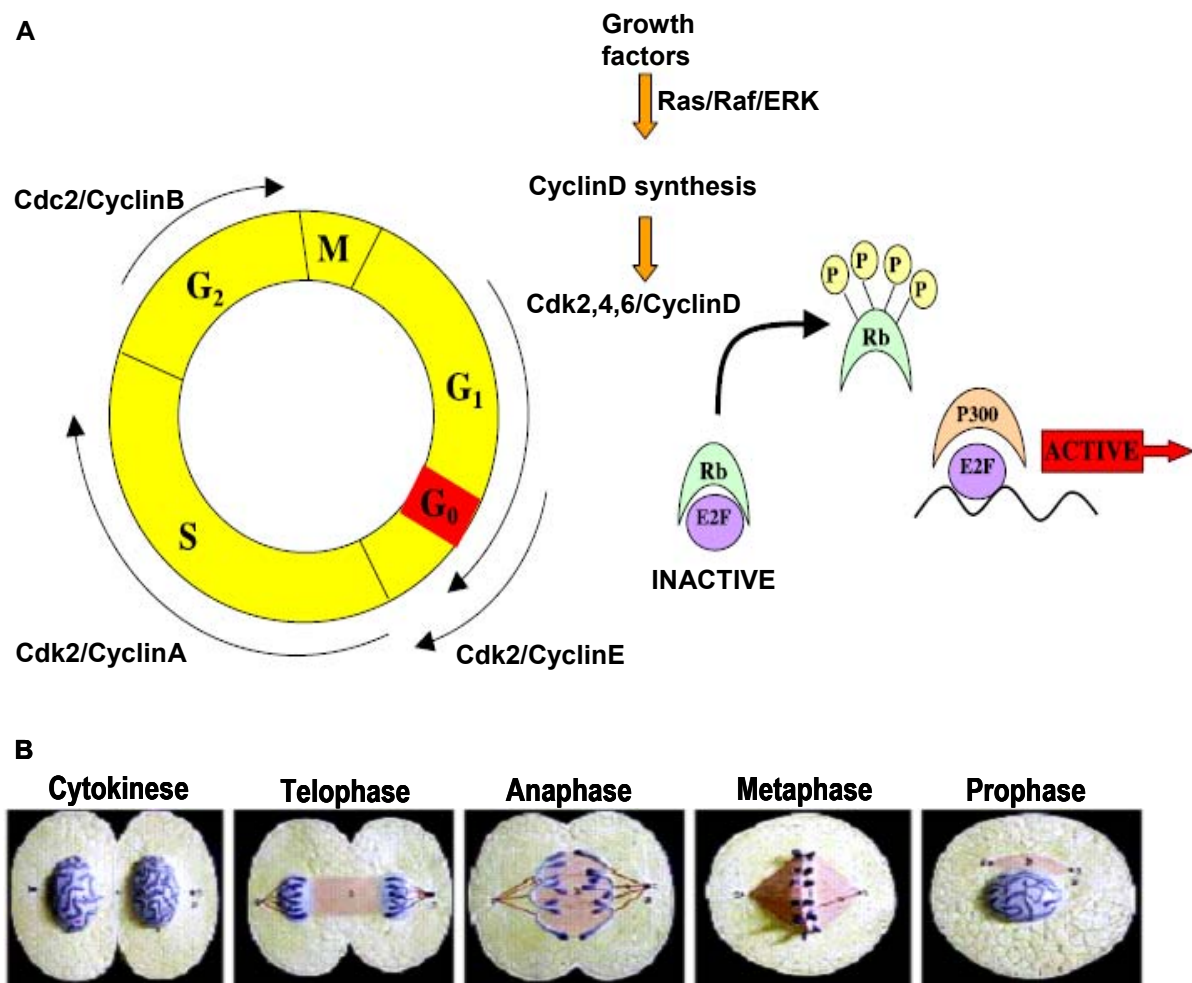 A
Growth
factors
Ras/Raf/ERK
CyclinD synthesis
Cdk2,4,6/CyclinD
Cdc2/CyclinB
M
G₂
G₁
G₀
S
Cdk2/CyclinA
Cdk2/CyclinE
P
P
P
P
Rb
Rb
E2F
INACTIVE
P300
E2F
ACTIVE
B
Cytokinese
Telophase
Anaphase
Metaphase
Prophase